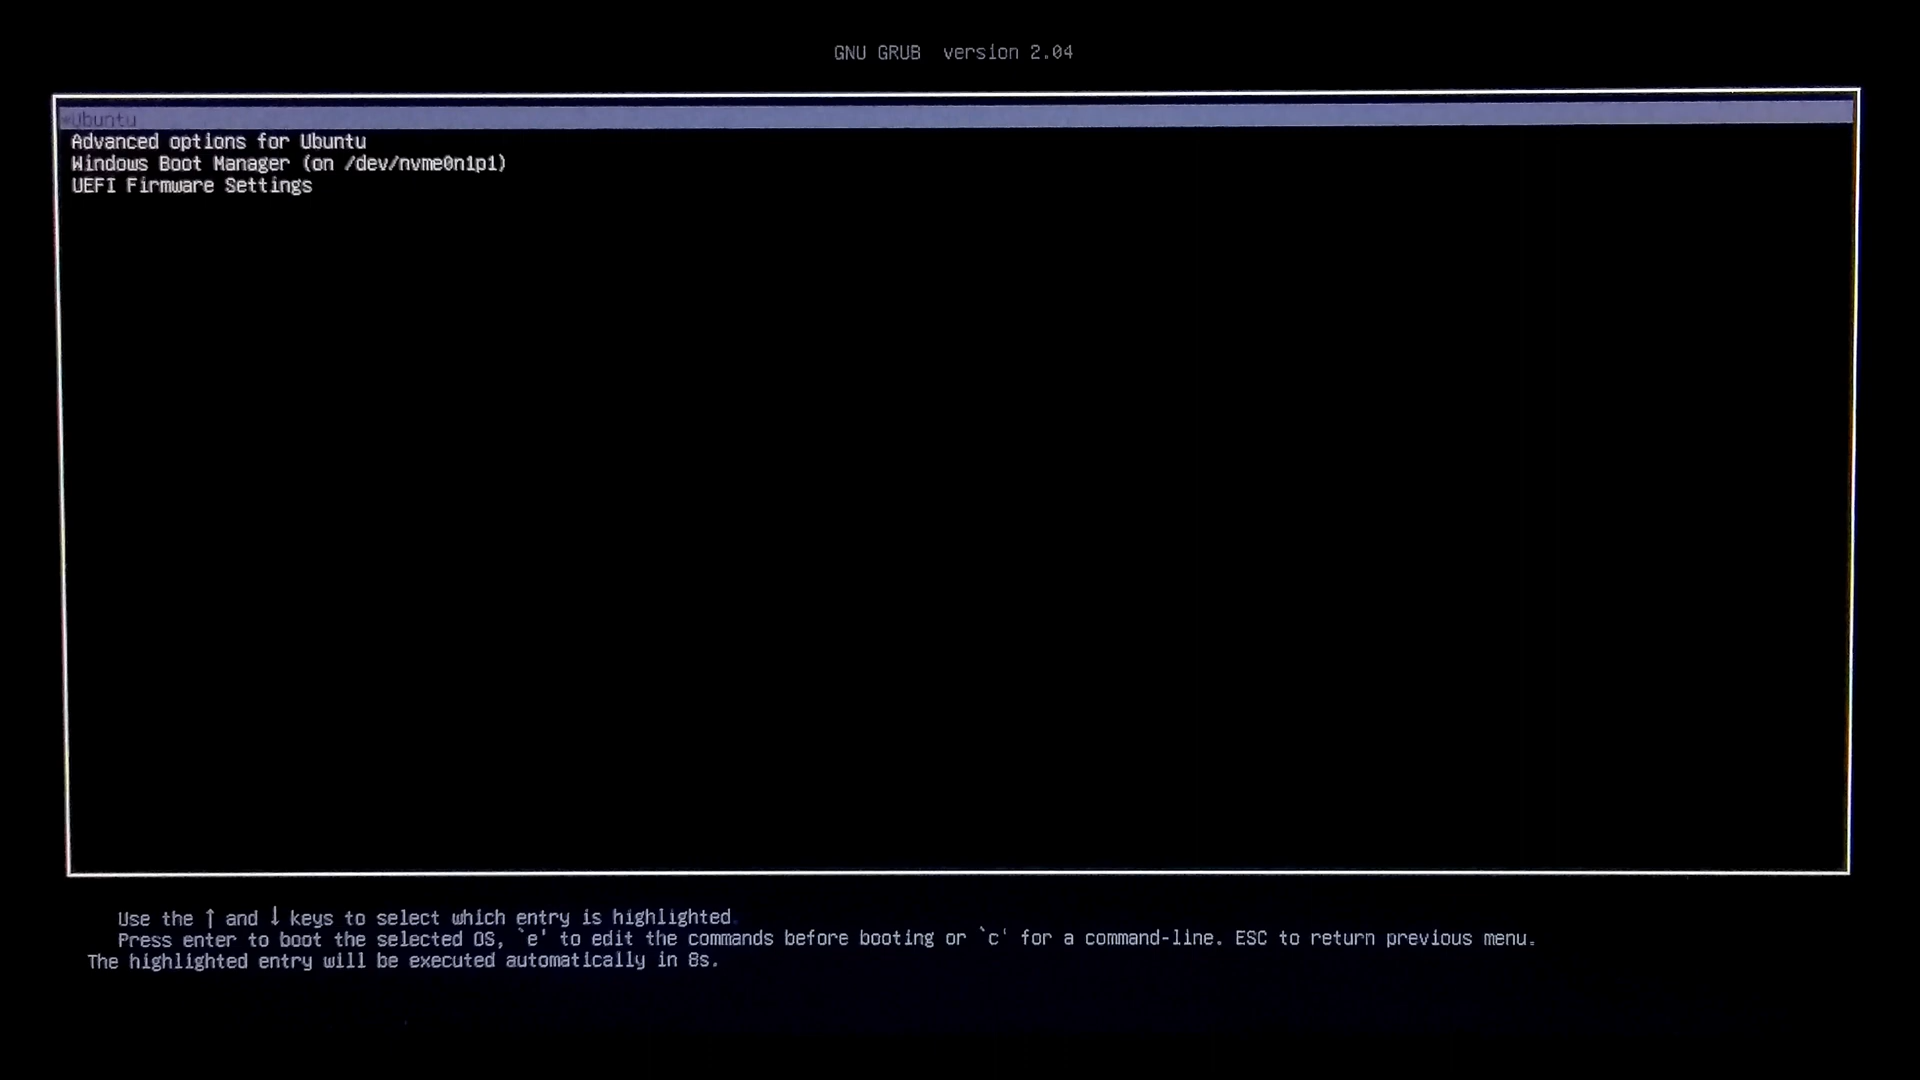 GNU GRUB version 2.04
*Ubuntu
Advanced options for Ubuntu
Windows Boot Manager (on /dev/nvme0n1p1)
UEFI Firmware Settings
Use the ↑ and ↓ keys to select which entry is highlighted.
Press enter to boot the selected OS, `e' to edit the commands before booting or `c' for a command-line. ESC to return previous menu.
The highlighted entry will be executed automatically in 8s.